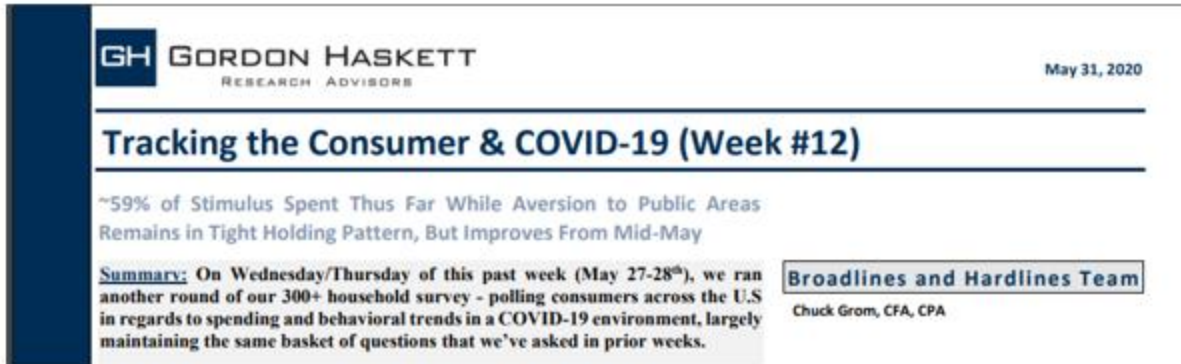 GH GORDON HASKETT
RESEARCH ADVISORS
May 31, 2020
Tracking the Consumer & COVID-19 (Week #12)
~59% of Stimulus Spent Thus Far While Aversion to Public Areas
Remains in Tight Holding Pattern, But Improves From Mid-May
Summary: On Wednesday/Thursday of this past week (May 27-28th), we ran
another round of our 300+ household survey - polling consumers across the U.S
in regards to spending and behavioral trends in a COVID-19 environment, largely
maintaining the same basket of questions that we've asked in prior weeks.
Broadlines and Hardlines Team
Chuck Grom, CFA, CPA